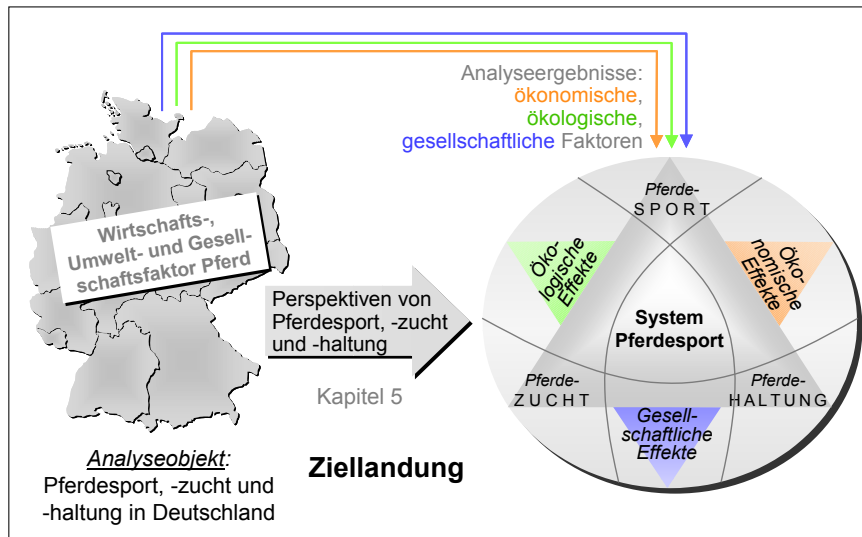 Analyseergebnisse:
ökonomische,
ökologische,
gesellschaftliche Faktoren
Wirtschafts-,
Umwelt- und Gesell-
schaftsfaktor Pferd
Perspektiven von
Pferdesport, -zucht
und -haltung
Kapitel 5
Analyseobjekt:
Pferdesport, -zucht und
-haltung in Deutschland
Ziellandung
Pferde-
SPORT
Öko-
logische
Effekte
Öko-
nomische
Effekte
System
Pferdesport
Pferde-
ZUCHT
Pferde-
HALTUNG
Gesell-
schaftliche
Effekte